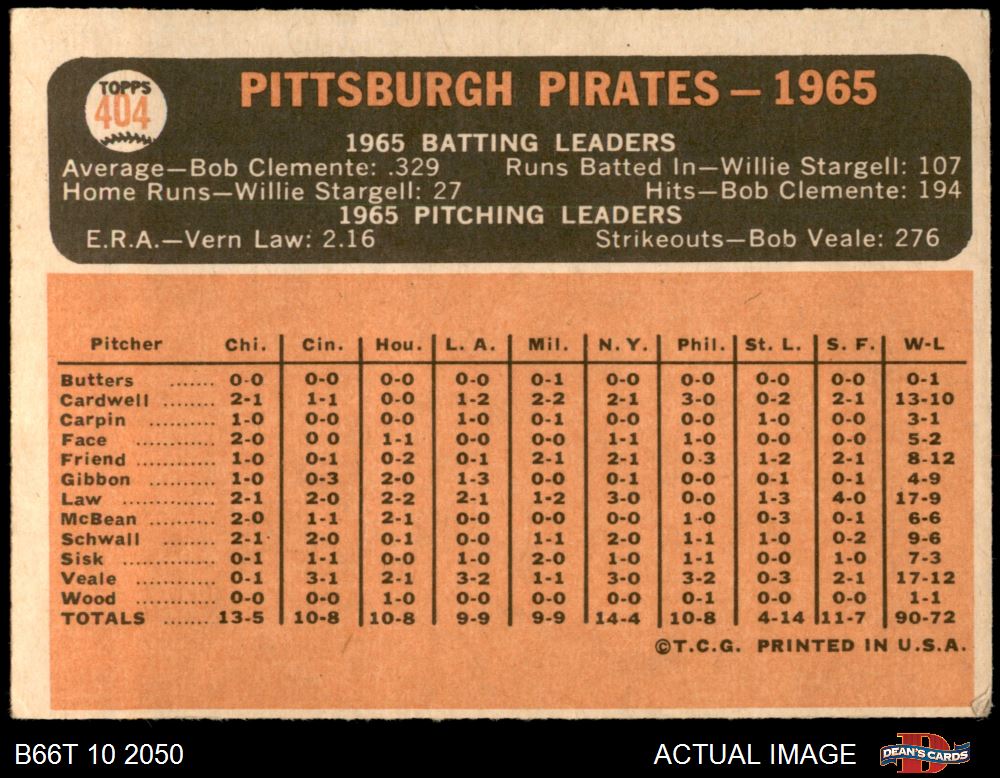 TOPPS
404
PITTSBURGH PIRATES — 1965
1965 BATTING LEADERS
Average—Bob Clemente: .329 Runs Batted In—Willie Stargell: 107
Home Runs—Willie Stargell: 27 Hits—Bob Clemente: 194
1965 PITCHING LEADERS
E.R.A.—Vern Law: 2.16 Strikeouts—Bob Veale: 276
Pitcher Chi. Cin. Hou. L. A. Mil. N. Y. Phil. St. L. S. F. W-L
Butters ....... 0-0 0-0 0-0 0-0 0-1 0-0 0-0 0-0 0-0 0-1
Cardwell ........ 2-1 1-1 0-0 1-2 2-2 2-1 3-0 0-2 2-1 13-10
Carpin ......... 1-0 0-0 0-0 1-0 0-1 0-0 0-0 1-0 0-0 3-1
Face ........... 2-0 0 0 1-1 0-0 0-0 1-1 1-0 0-0 0-0 5-2
Friend ......... 1-0 0-1 0-2 0-1 2-1 2-1 0-3 1-2 2-1 8-12
Gibbon ......... 1-0 0-3 2-0 1-3 0-0 0-1 0-0 0-1 0-1 4-9
Law ........... 2-1 2-0 2-2 2-1 1-2 3-0 0-0 1-3 4-0 17-9
McBean ......... 2-0 1-1 2-1 0-0 0-0 0-0 1-0 0-3 0-1 6-6
Schwall ......... 2-1 2-0 0-1 0-0 1-1 2-0 1-1 1-0 0-2 9-6
Sisk ........... 0-1 1-1 1-0 1-0 2-0 1-0 1-1 0-0 1-0 7-3
Veale ........... 0-1 3-1 2-1 3-2 1-1 3-0 3-2 0-3 2-1 17-12
Wood ........... 0-0 0-0 1-0 0-0 0-0 0-0 0-1 0-0 0-0 1-1
TOTALS ....... 13-5 10-8 10-8 9-9 9-9 14-4 10-8 4-14 11-7 90-72
©T.C.G. PRINTED IN U.S.A.
B66T 10 2050 ACTUAL IMAGE DEAN'S CARDS